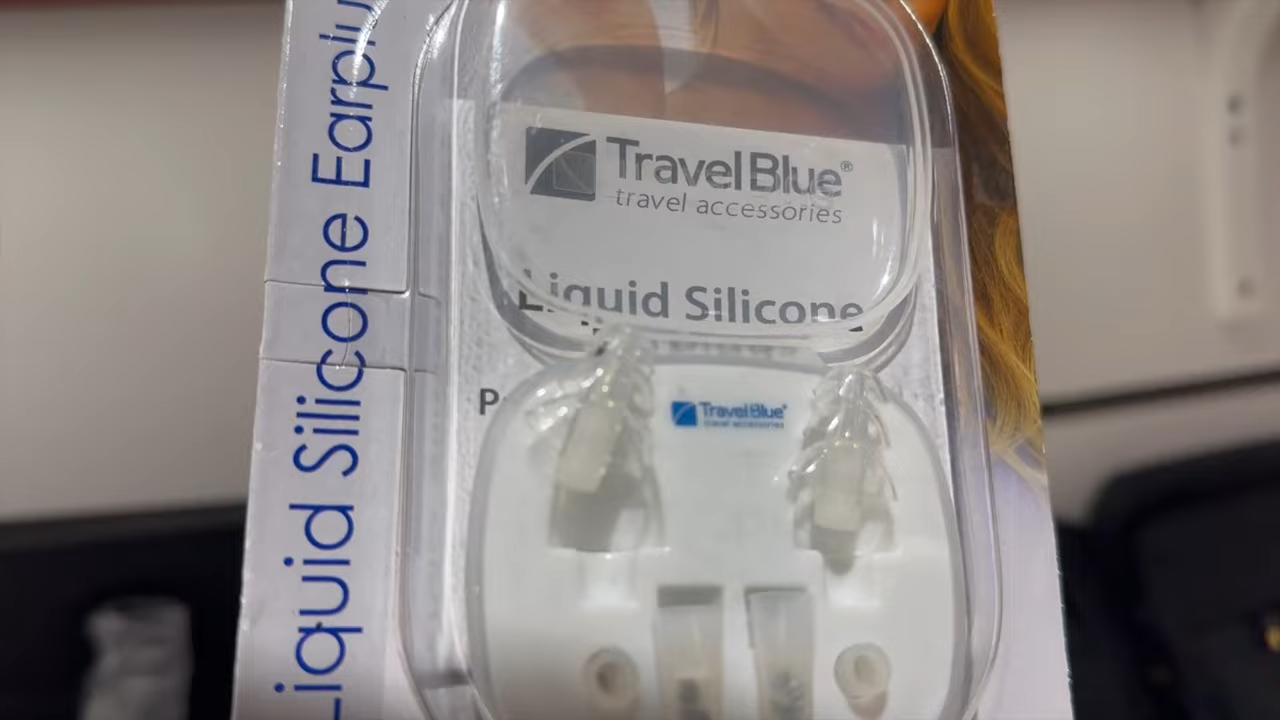 Liquid Silicone Earplu
TravelBlue®
travel accessories
Liquid Silicone
P
TravelBlue®
travel accessories